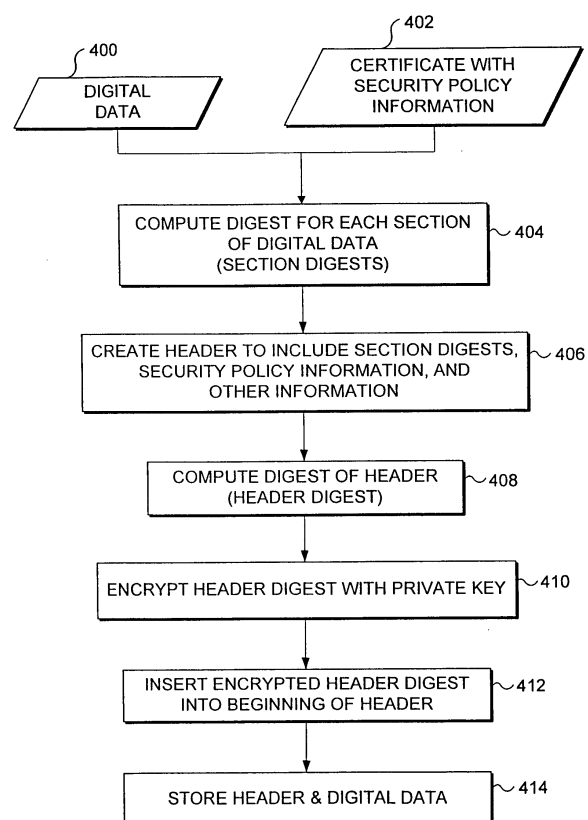 400
DIGITAL
DATA
402
CERTIFICATE WITH
SECURITY POLICY
INFORMATION
COMPUTE DIGEST FOR EACH SECTION
OF DIGITAL DATA
(SECTION DIGESTS)
404
CREATE HEADER TO INCLUDE SECTION DIGESTS,
SECURITY POLICY INFORMATION, AND
OTHER INFORMATION
406
COMPUTE DIGEST OF HEADER
(HEADER DIGEST)
408
ENCRYPT HEADER DIGEST WITH PRIVATE KEY
410
INSERT ENCRYPTED HEADER DIGEST
INTO BEGINNING OF HEADER
412
STORE HEADER & DIGITAL DATA
414